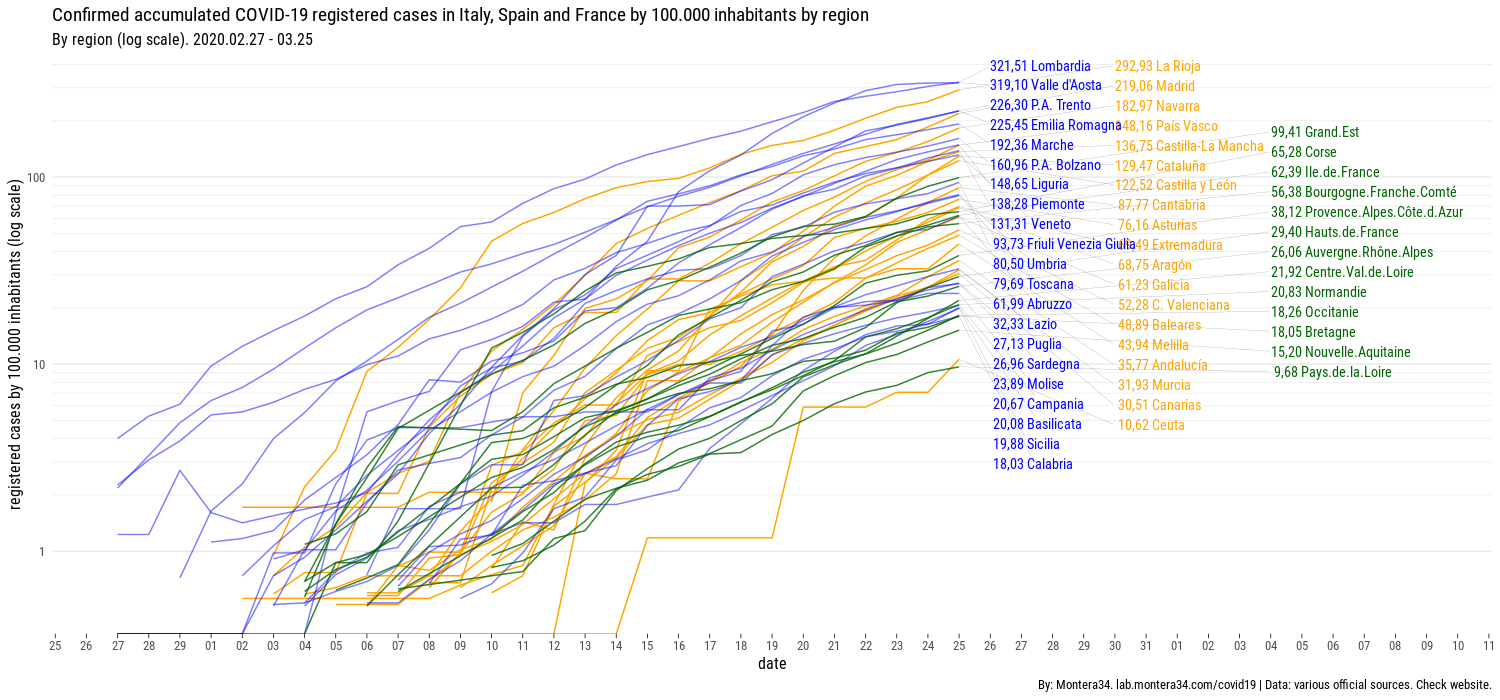 Confirmed accumulated COVID-19 registered cases in Italy, Spain and France by 100.000 inhabitants by region
By region (log scale). 2020.02.27 - 03.25
registered cases by 100.000 inhabitants (log scale)
100
10
1
321,51 Lombardia
319,10 Valle d'Aosta
226,30 P.A. Trento
225,45 Emilia Romagna
192,36 Marche
160,96 P.A. Bolzano
148,65 Liguria
138,28 Piemonte
131,31 Veneto
93,73 Friuli Venezia Giulia
80,50 Umbria
79,69 Toscana
61,99 Abruzzo
32,33 Lazio
27,13 Puglia
26,96 Sardegna
23,89 Molise
20,67 Campania
20,08 Basilicata
19,88 Sicilia
18,03 Calabria
292,93 La Rioja
219,06 Madrid
182,97 Navarra
148,16 País Vasco
136,75 Castilla-La Mancha
129,47 Cataluña
122,52 Castilla y León
87,77 Cantabria
76,16 Asturias
Extremadura
68,75 Aragón
61,23 Galicia
52,28 C. Valenciana
48,89 Baleares
43,94 Melilla
35,77 Andalucía
31,93 Murcia
30,51 Canarias
10,62 Ceuta
99,41 Grand.Est
65,28 Corse
62,39 Ile.de.France
56,38 Bourgogne.Franche.Comté
38,12 Provence.Alpes.Côte.d.Azur
29,40 Hauts.de.France
26,06 Auvergne.Rhône.Alpes
21,92 Centre.Val.de.Loire
20,83 Normandie
18,26 Occitanie
18,05 Bretagne
15,20 Nouvelle.Aquitaine
9,68 Pays.de.la.Loire
25 26 27 28 29 01 02 03 04 05 06 07 08 09 10 11 12 13 14 15 16 17 18 19 20 21 22 23 24 25 26 27 28 29 30 31 01 02 03 04 05 06 07 08 09 10 11
date
By: Montera34. lab.montera34.com/covid19 | Data: various official sources. Check website.